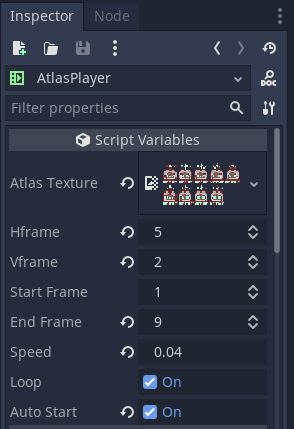 Inspector Node
AtlasPlayer
Filter properties
Script Variables
Atlas Texture
Hframe 5
Vframe 2
Start Frame 1
End Frame 9
Speed 0.04
Loop On
Auto Start On